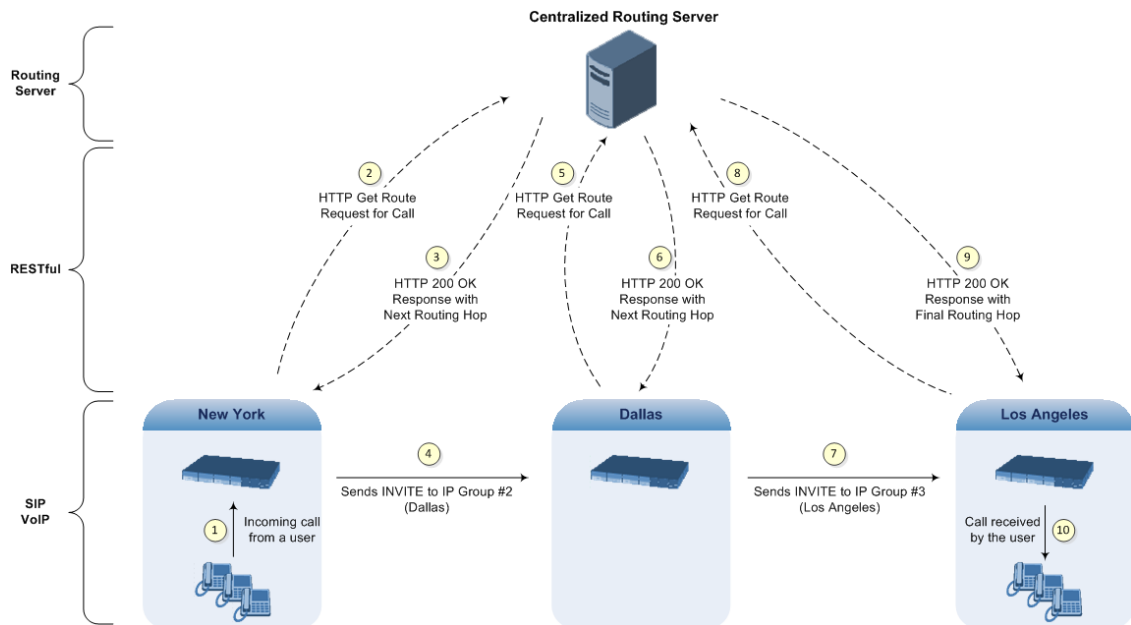 Centralized Routing Server
Routing
Server
2
HTTP Get Route
Request for Call
5
HTTP Get Route
Request for Call
8
HTTP Get Route
Request for Call
RESTful
3
HTTP 200 OK
Response with
Next Routing Hop
6
HTTP 200 OK
Response with
Next Routing Hop
9
HTTP 200 OK
Response with
Final Routing Hop
New York
Dallas
Los Angeles
SIP
VoIP
4
Sends INVITE to IP Group #2
(Dallas)
7
Sends INVITE to IP Group #3
(Los Angeles)
1
Incoming call
from a user
Call received
by the user
10